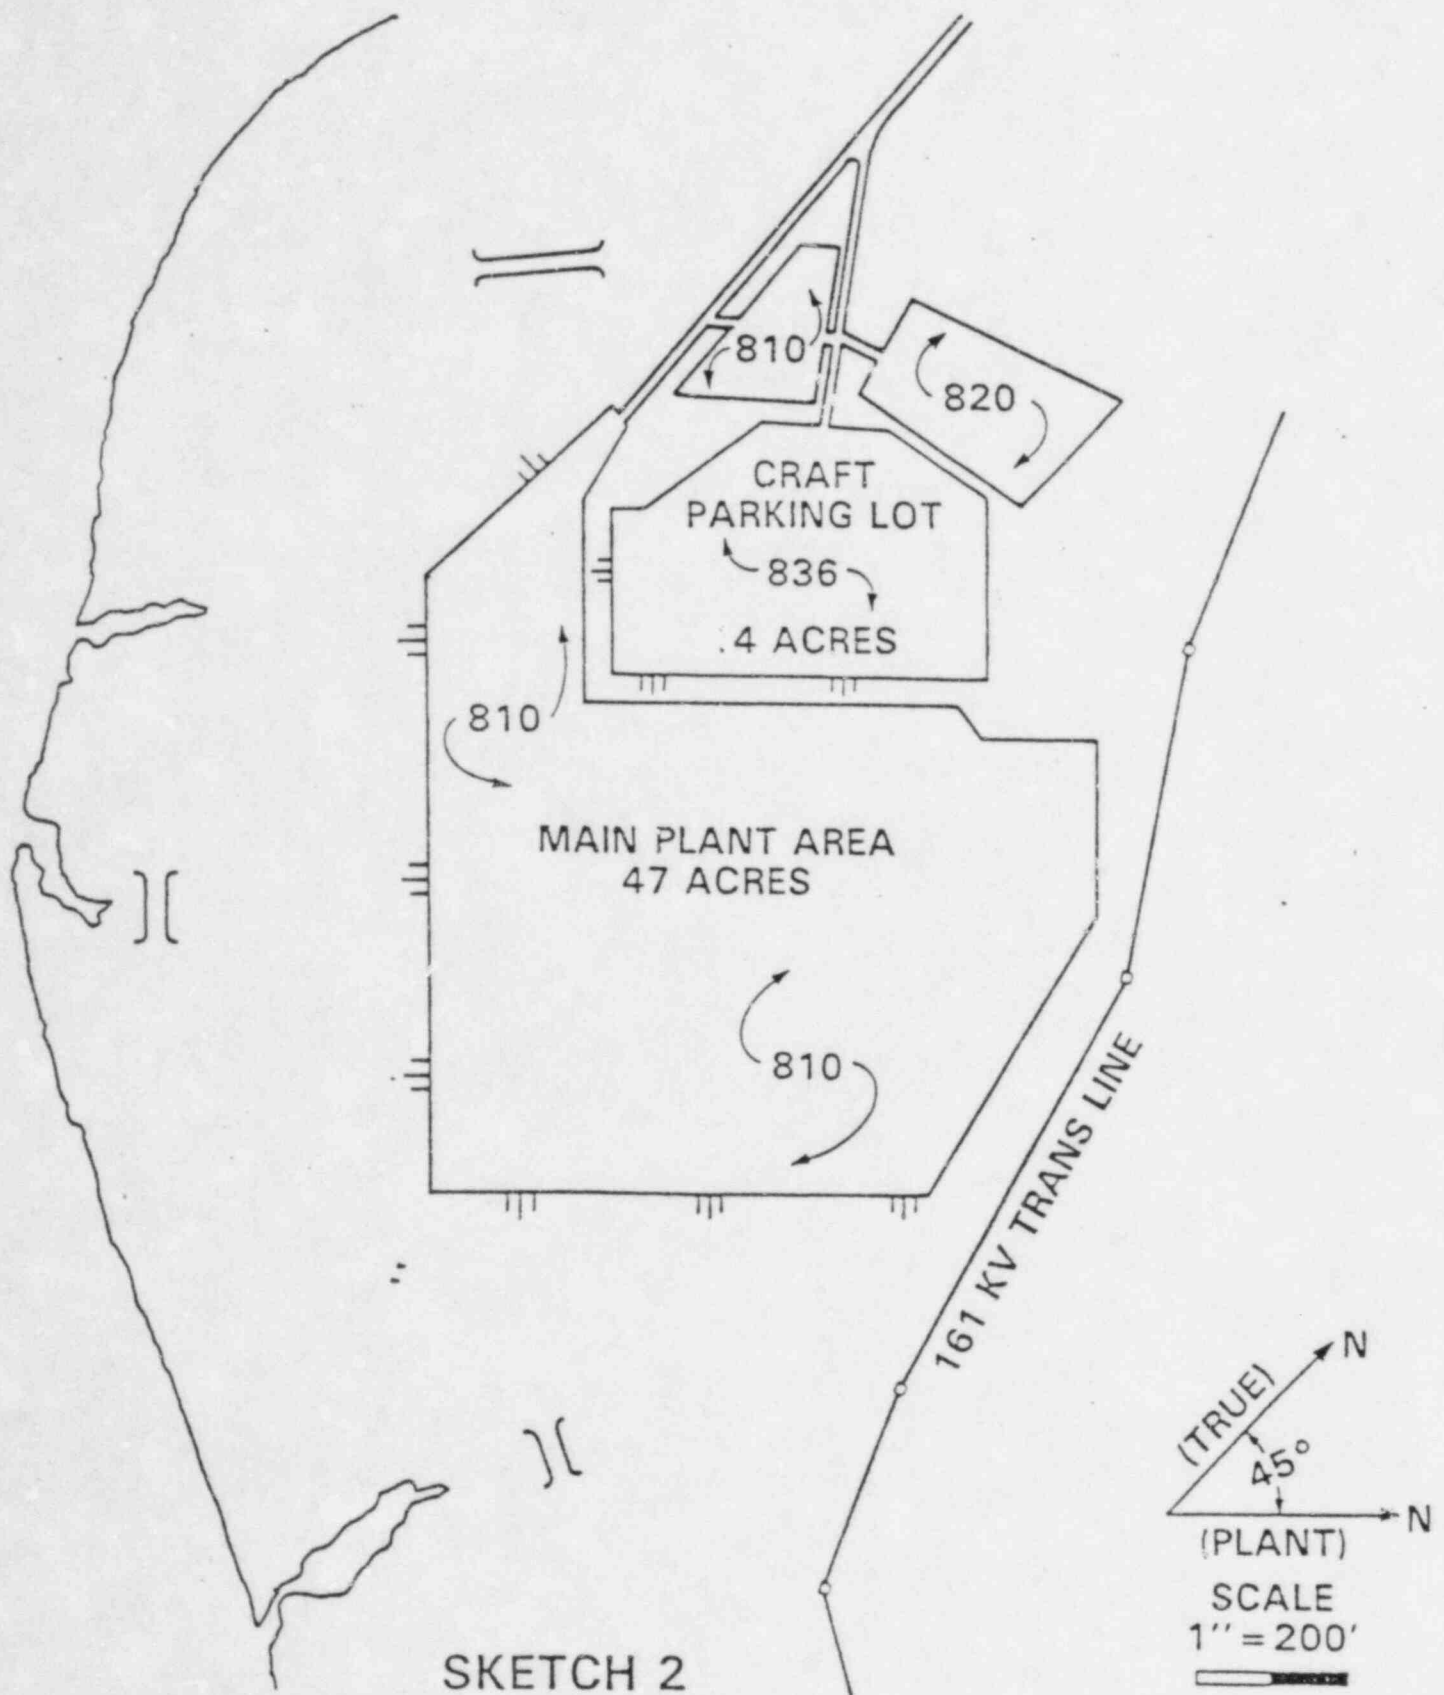 810
820
CRAFT
PARKING LOT
836
.4 ACRES
810
MAIN PLANT AREA
47 ACRES
810
161 KV TRANS LINE
N
(TRUE)
45°
N
(PLANT)
SCALE
1'' = 200'
SKETCH 2